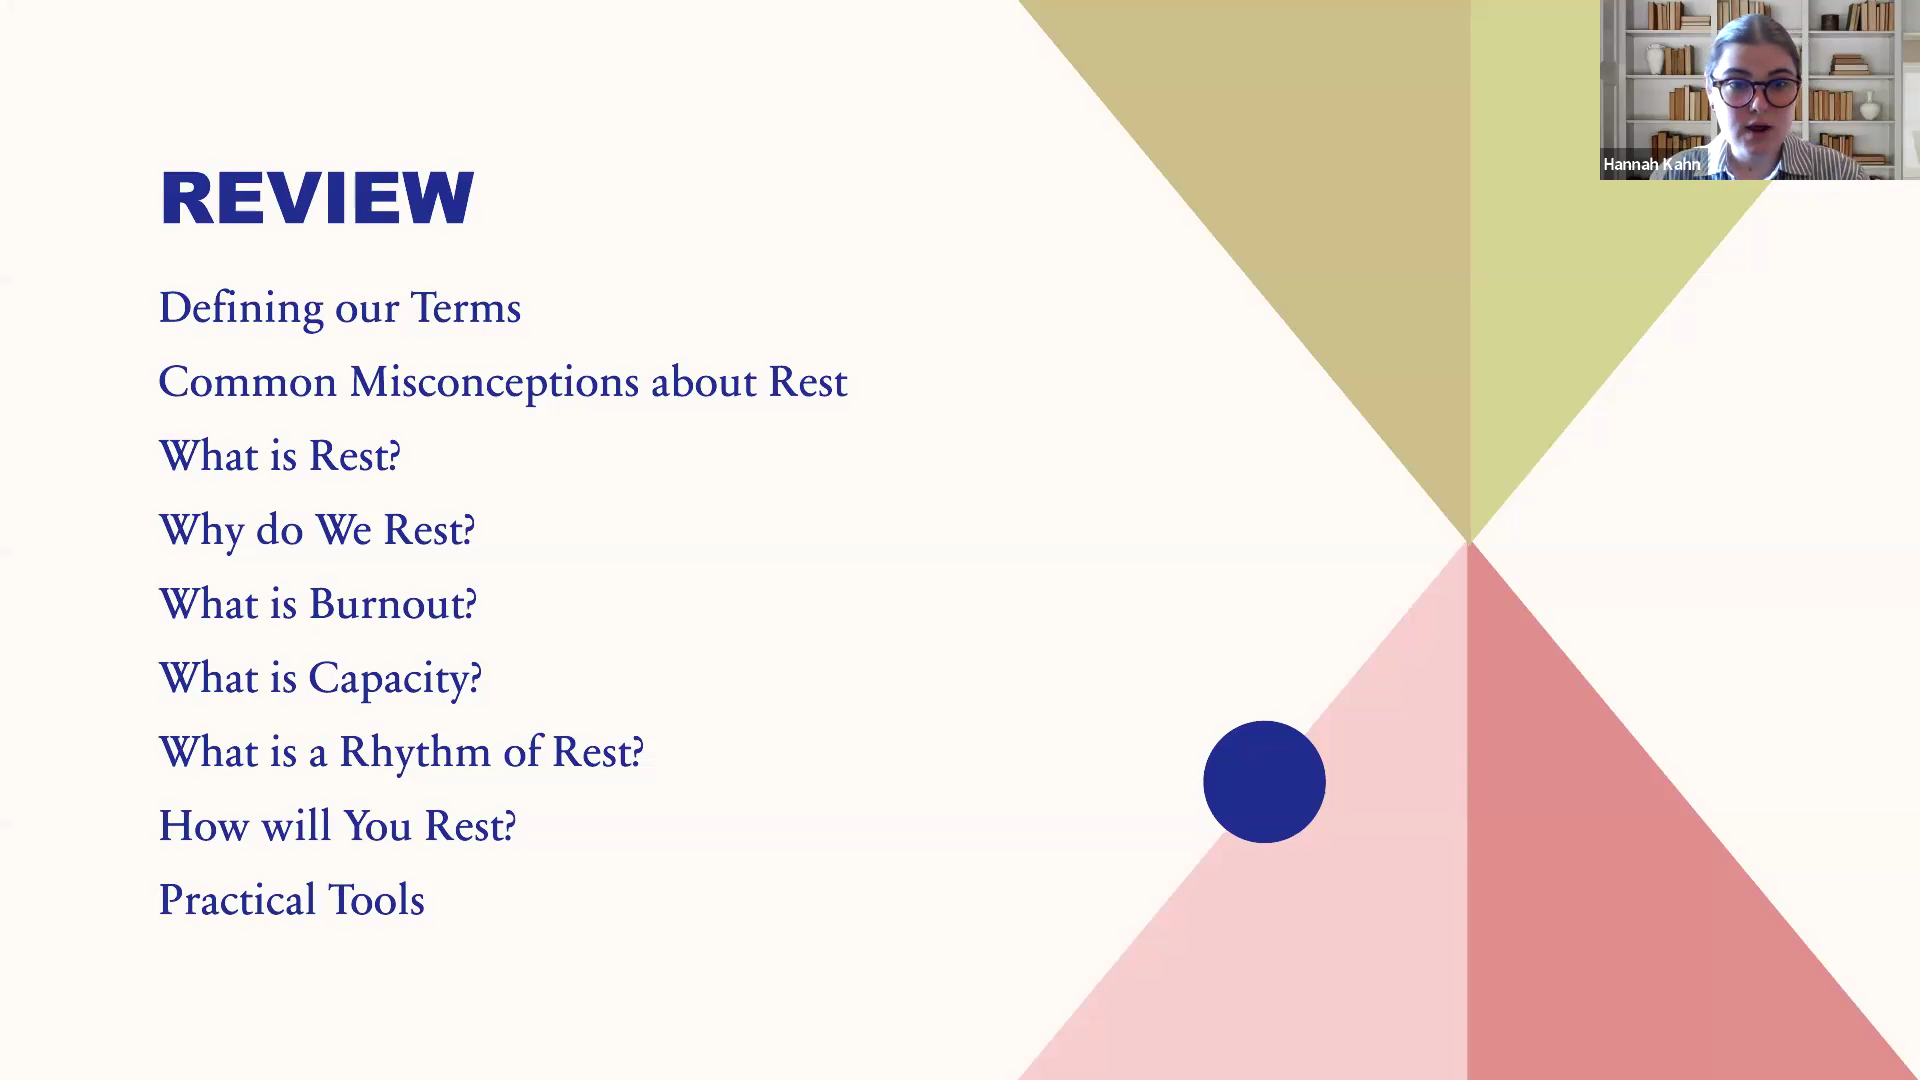 REVIEW
Defining our Terms
Common Misconceptions about Rest
What is Rest?
Why do We Rest?
What is Burnout?
What is Capacity?
What is a Rhythm of Rest?
How will You Rest?
Practical Tools
Hannah Kahn